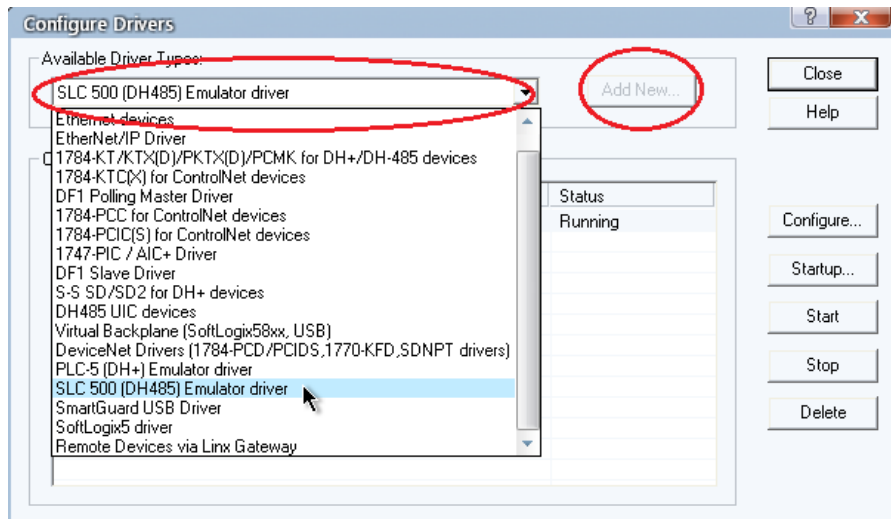 Configure Drivers
Available Driver Types:
SLC 500 (DH485) Emulator driver
Add New...
Close
Help
Ethernet devices
EtherNet/IP Driver
1784-KT/KTX(D)/PKTX(D)/PCMK for DH+/DH-485 devices
1784-KTC(X) for ControlNet devices
DF1 Polling Master Driver
1784-PCC for ControlNet devices
1784-PCIC(S) for ControlNet devices
1747-PIC / AIC+ Driver
DF1 Slave Driver
S-S SD/SD2 for DH+ devices
DH485 UIC devices
Virtual Backplane (SoftLogix58xx, USB)
DeviceNet Drivers (1784-PCD/PCIDS,1770-KFD,SDNPT drivers)
PLC-5 (DH+) Emulator driver
SLC 500 (DH485) Emulator driver
SmartGuard USB Driver
SoftLogix5 driver
Remote Devices via Linx Gateway
Status
Running
Configure...
Startup...
Start
Stop
Delete